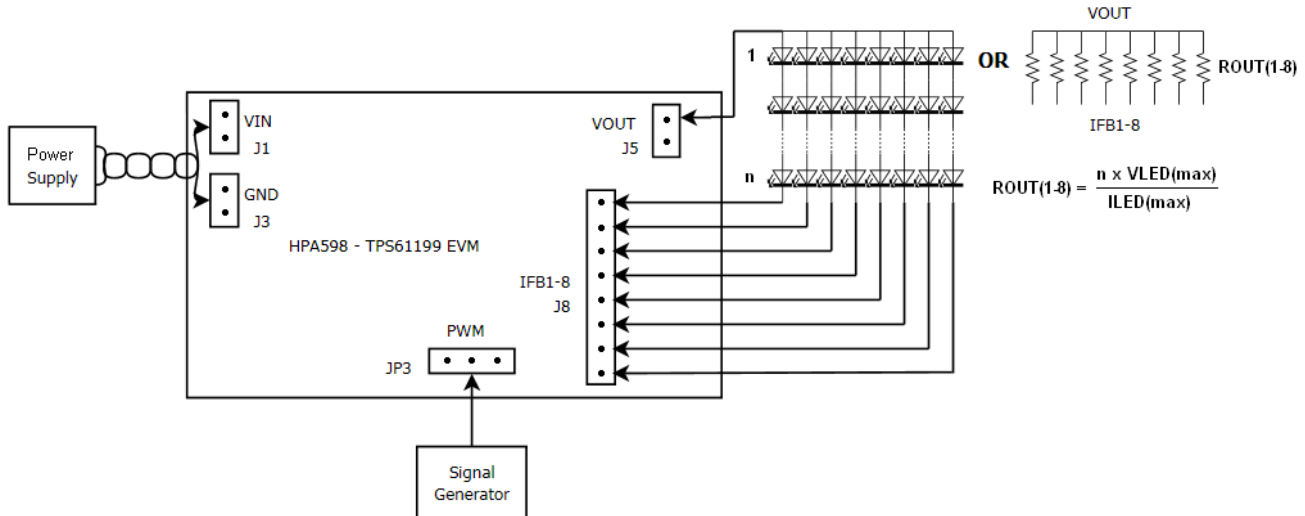 VOUT
1
OR
ROUT(1-8)
IFB1-8
VIN
J1
VOUT
J5
Power
Supply
GND
J3
n
ROUT(1-8) = n x VLED(max)
ILED(max)
HPA598 - TPS61199 EVM
IFB1-8
J8
PWM
JP3
Signal
Generator